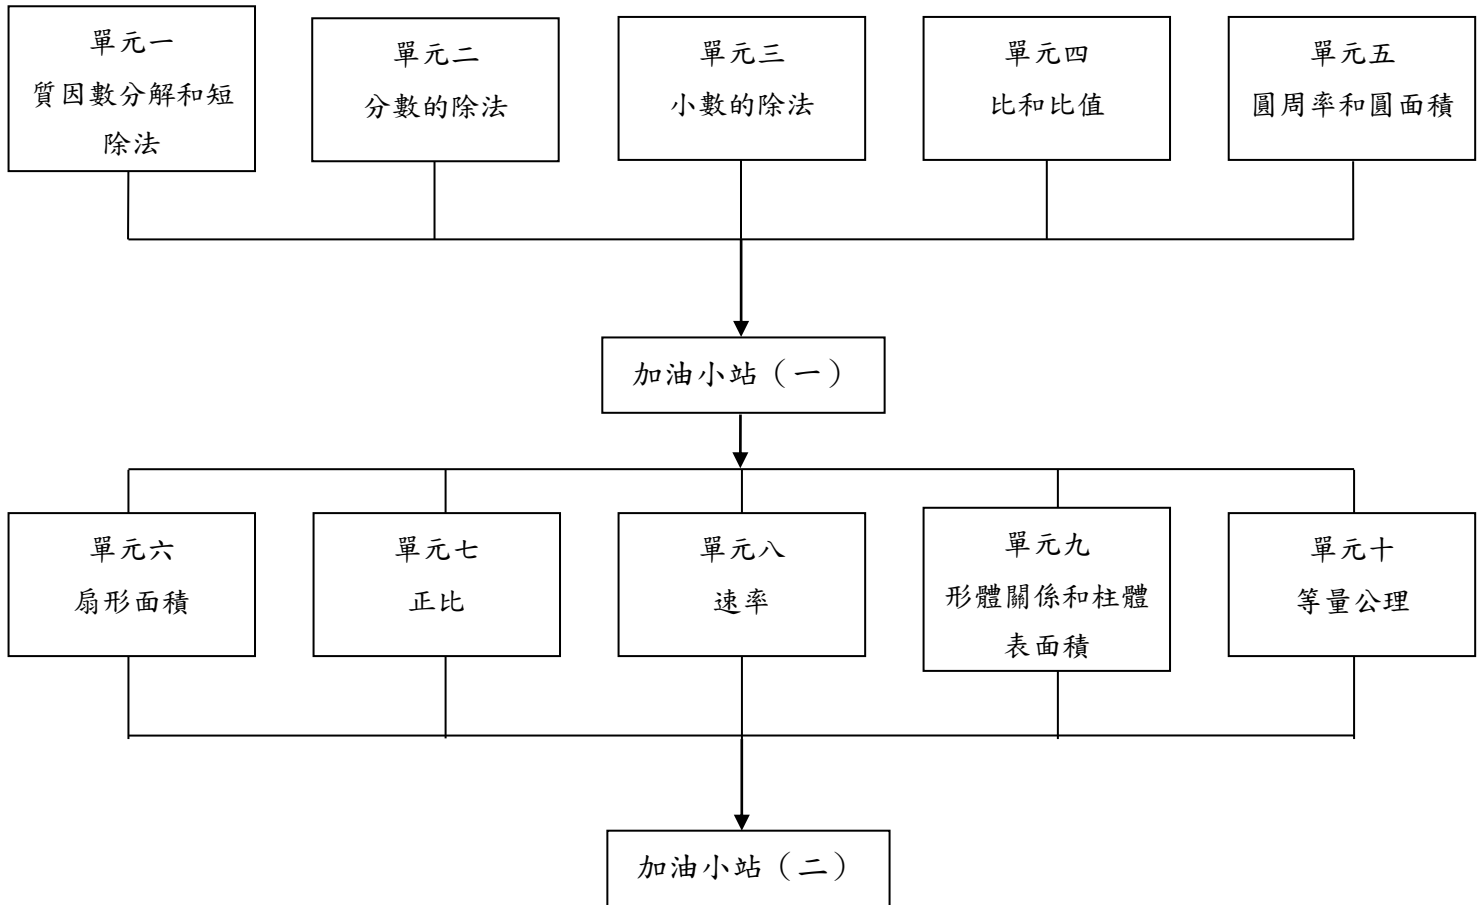 單元一
質因數分解和短
除法
單元二
分數的除法
單元三
小數的除法
單元四
比和比值
單元五
圓周率和圓面積
加油小站（一）
單元六
扇形面積
單元七
正比
單元八
速率
單元九
形體關係和柱體
表面積
單元十
等量公理
加油小站（二）